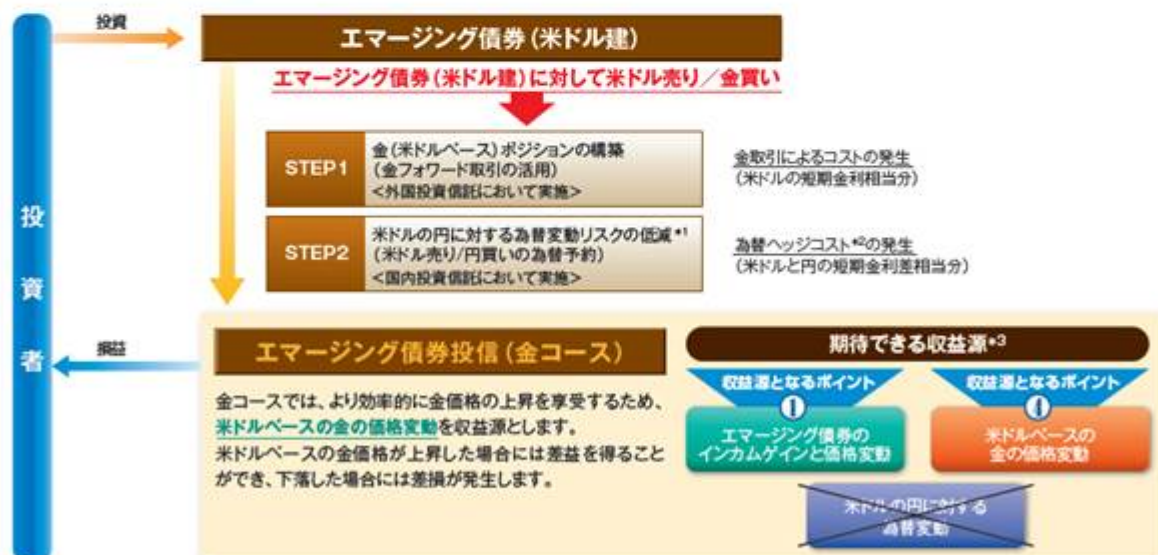 投資
エマージング債券(米ドル建)
エマージング債券(米ドル建)に対して米ドル売り/金買い
STEP1
金(米ドルベース)ポジションの構築
(金フォワード取引の活用)
<外国投資信託において実施>
金取引によるコストの発生
(米ドルの短期金利相当分)
STEP2
米ドルの円に対する為替変動リスクの低減*1
(米ドル売り/円買いの為替予約)
<国内投資信託において実施>
為替ヘッジコスト*2の発生
(米ドルと円の短期金利差相当分)
投資者
損益
エマージング債券投信(金コース)
金コースでは、より効率的に金価格の上昇を享受するため、
米ドルベースの金の価格変動を収益源とします。
米ドルベースの金価格が上昇した場合には差益を得ること
ができ、下落した場合には差損が発生します。
期待できる収益源*3
収益源となるポイント
収益源となるポイント
エマージング債券の
インカムゲインと価格変動
米ドルベースの
金の価格変動
米ドルの円に対する
為替変動